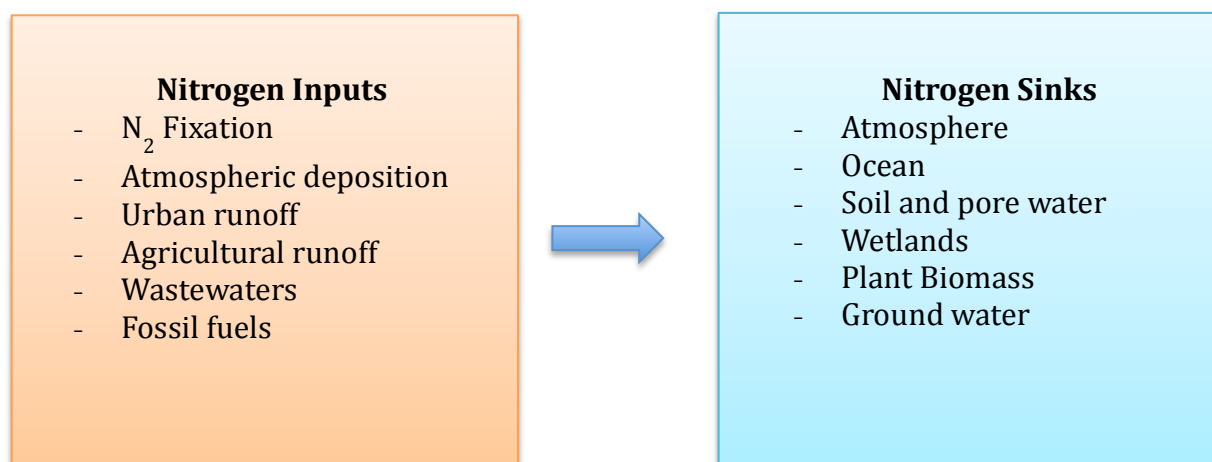 Nitrogen Inputs
- N₂ Fixation
- Atmospheric deposition
- Urban runoff
- Agricultural runoff
- Wastewaters
- Fossil fuels
Nitrogen Sinks
- Atmosphere
- Ocean
- Soil and pore water
- Wetlands
- Plant Biomass
- Ground water